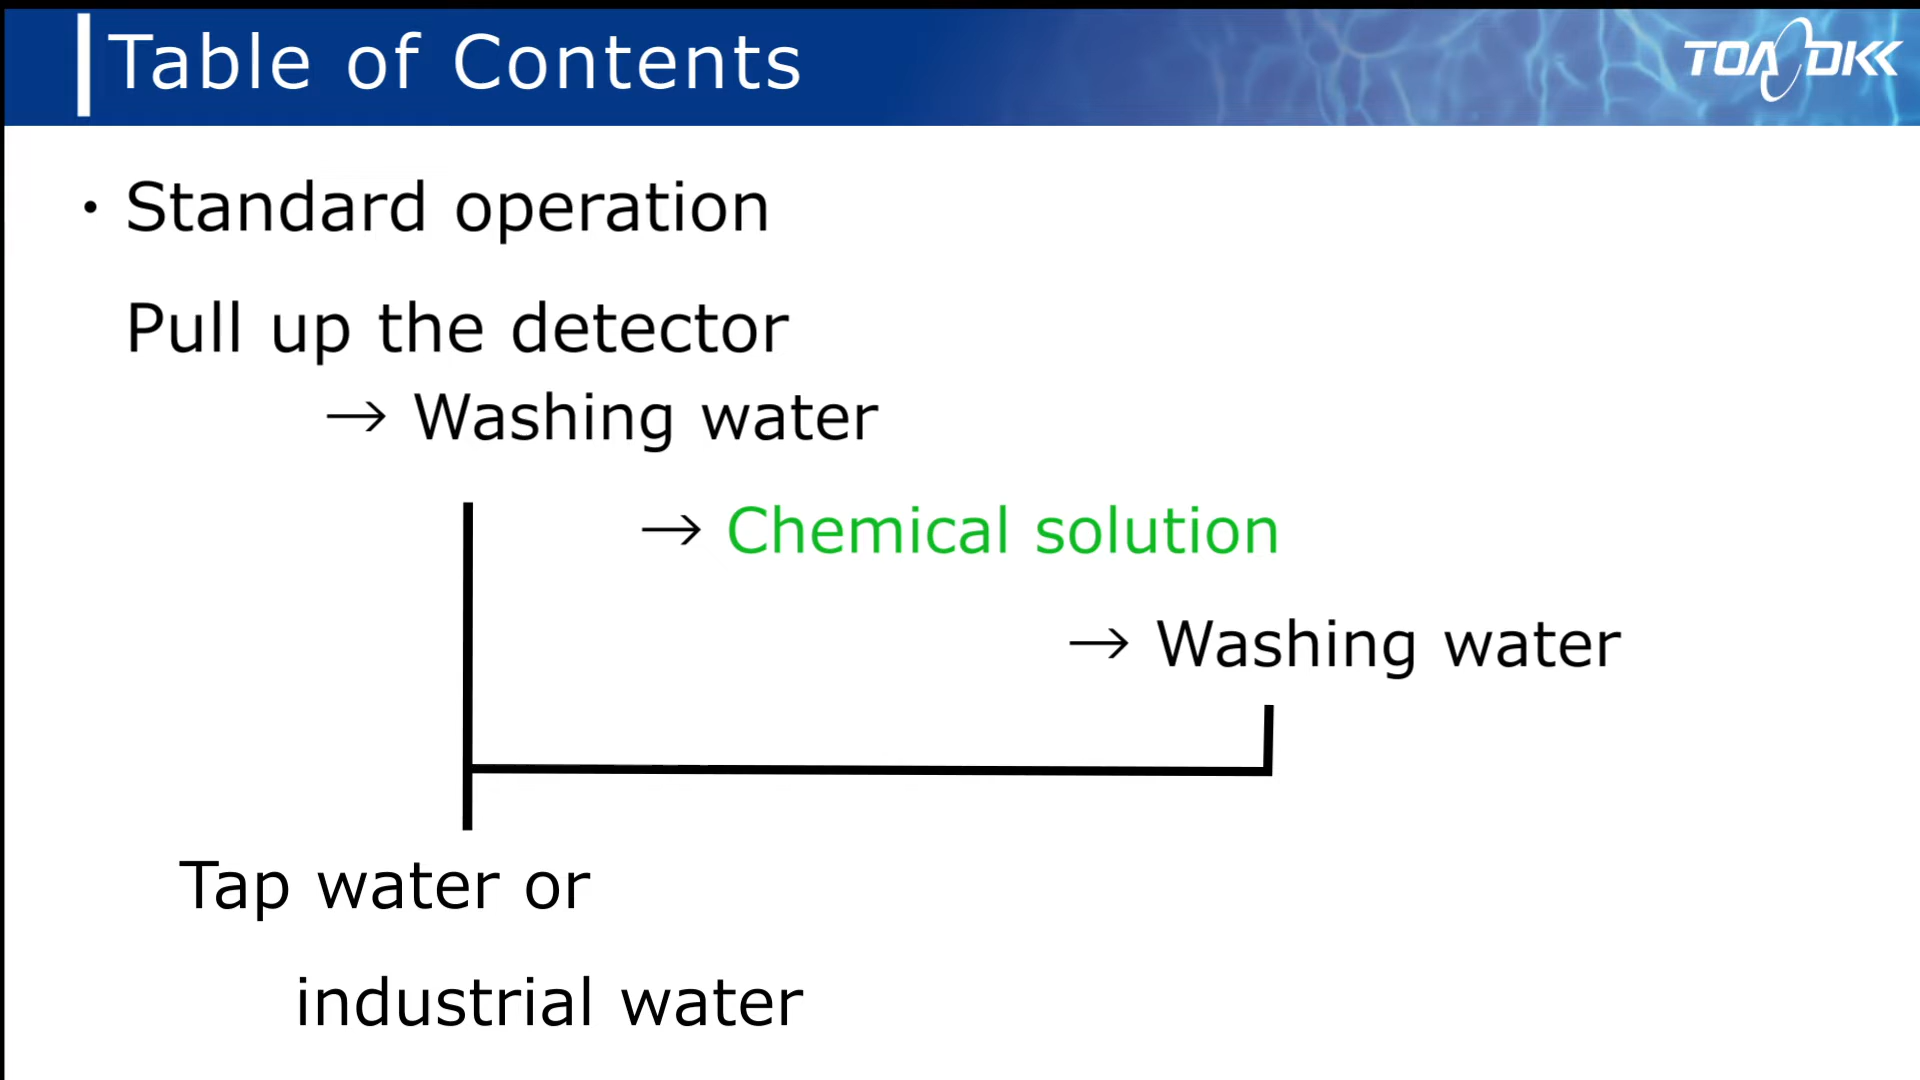 Table of Contents
TOA DKK
・Standard operation
Pull up the detector
→ Washing water
→ Chemical solution
→ Washing water
Tap water or
industrial water